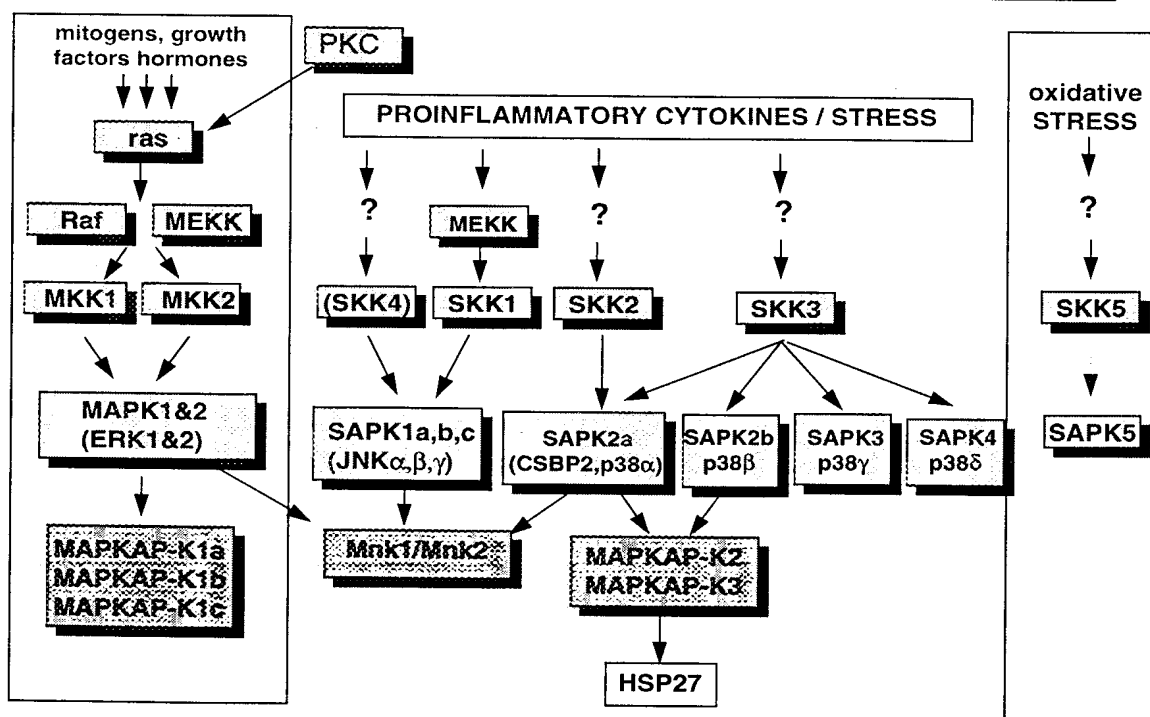 mitogens, growth
factors hormones
PKC
ras
Raf
MEKK
MKK1
MKK2
MAPK1&2
(ERK1&2)
MAPKAP-K1a
MAPKAP-K1b
MAPKAP-K1c
PROINFLAMMATORY CYTOKINES / STRESS
?
MEKK
?
?
(SKK4)
SKK1
SKK2
SKK3
SAPK1a,b,c
(JNKα,β,γ)
SAPK2a
(CSBP2,p38α)
SAPK2b
p38β
SAPK3
p38γ
SAPK4
p38δ
Mnk1/Mnk2
MAPKAP-K2
MAPKAP-K3
HSP27
oxidative
STRESS
?
SKK5
SAPK5